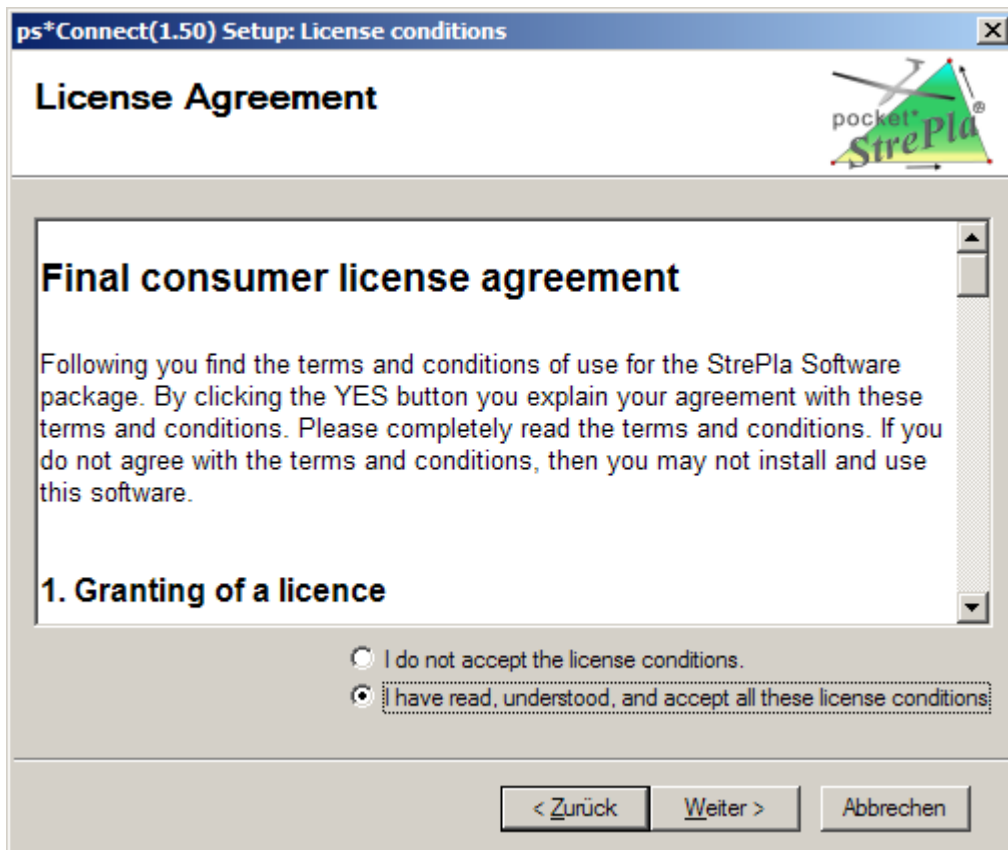 ps*Connect(1.50) Setup: License conditions
License Agreement
pocket*
StrePla®
Final consumer license agreement
Following you find the terms and conditions of use for the StrePla Software
package. By clicking the YES button you explain your agreement with these
terms and conditions. Please completely read the terms and conditions. If you
do not agree with the terms and conditions, then you may not install and use
this software.
1. Granting of a licence
I do not accept the license conditions.
I have read, understood, and accept all these license conditions
< Zurück
Weiter >
Abbrechen